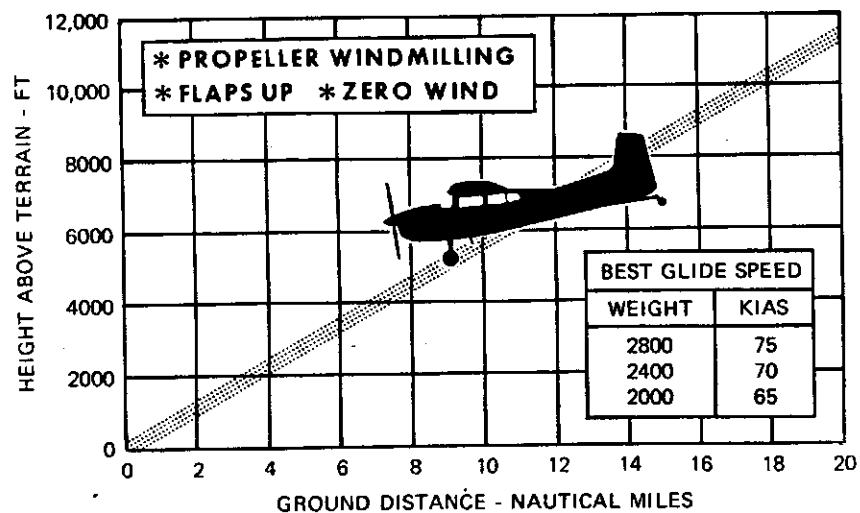 12,000
10,000
8000
6000
4000
2000
0
HEIGHT ABOVE TERRAIN - FT
* PROPELLER WINDMILLING
* FLAPS UP * ZERO WIND
BEST GLIDE SPEED
WEIGHT KIAS
2800 75
2400 70
2000 65
0 2 4 6 8 10 12 14 16 18 20
GROUND DISTANCE - NAUTICAL MILES